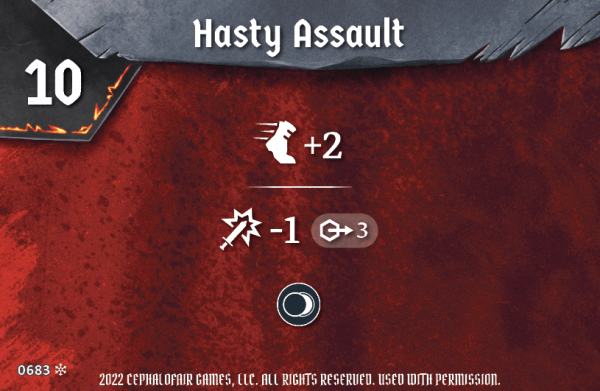 Hasty Assault
10
+2
-1 3
0683
2022 CEPHALOFAIR GAMES, LLC. ALL RIGHTS RESERVED. USED WITH PERMISSION.